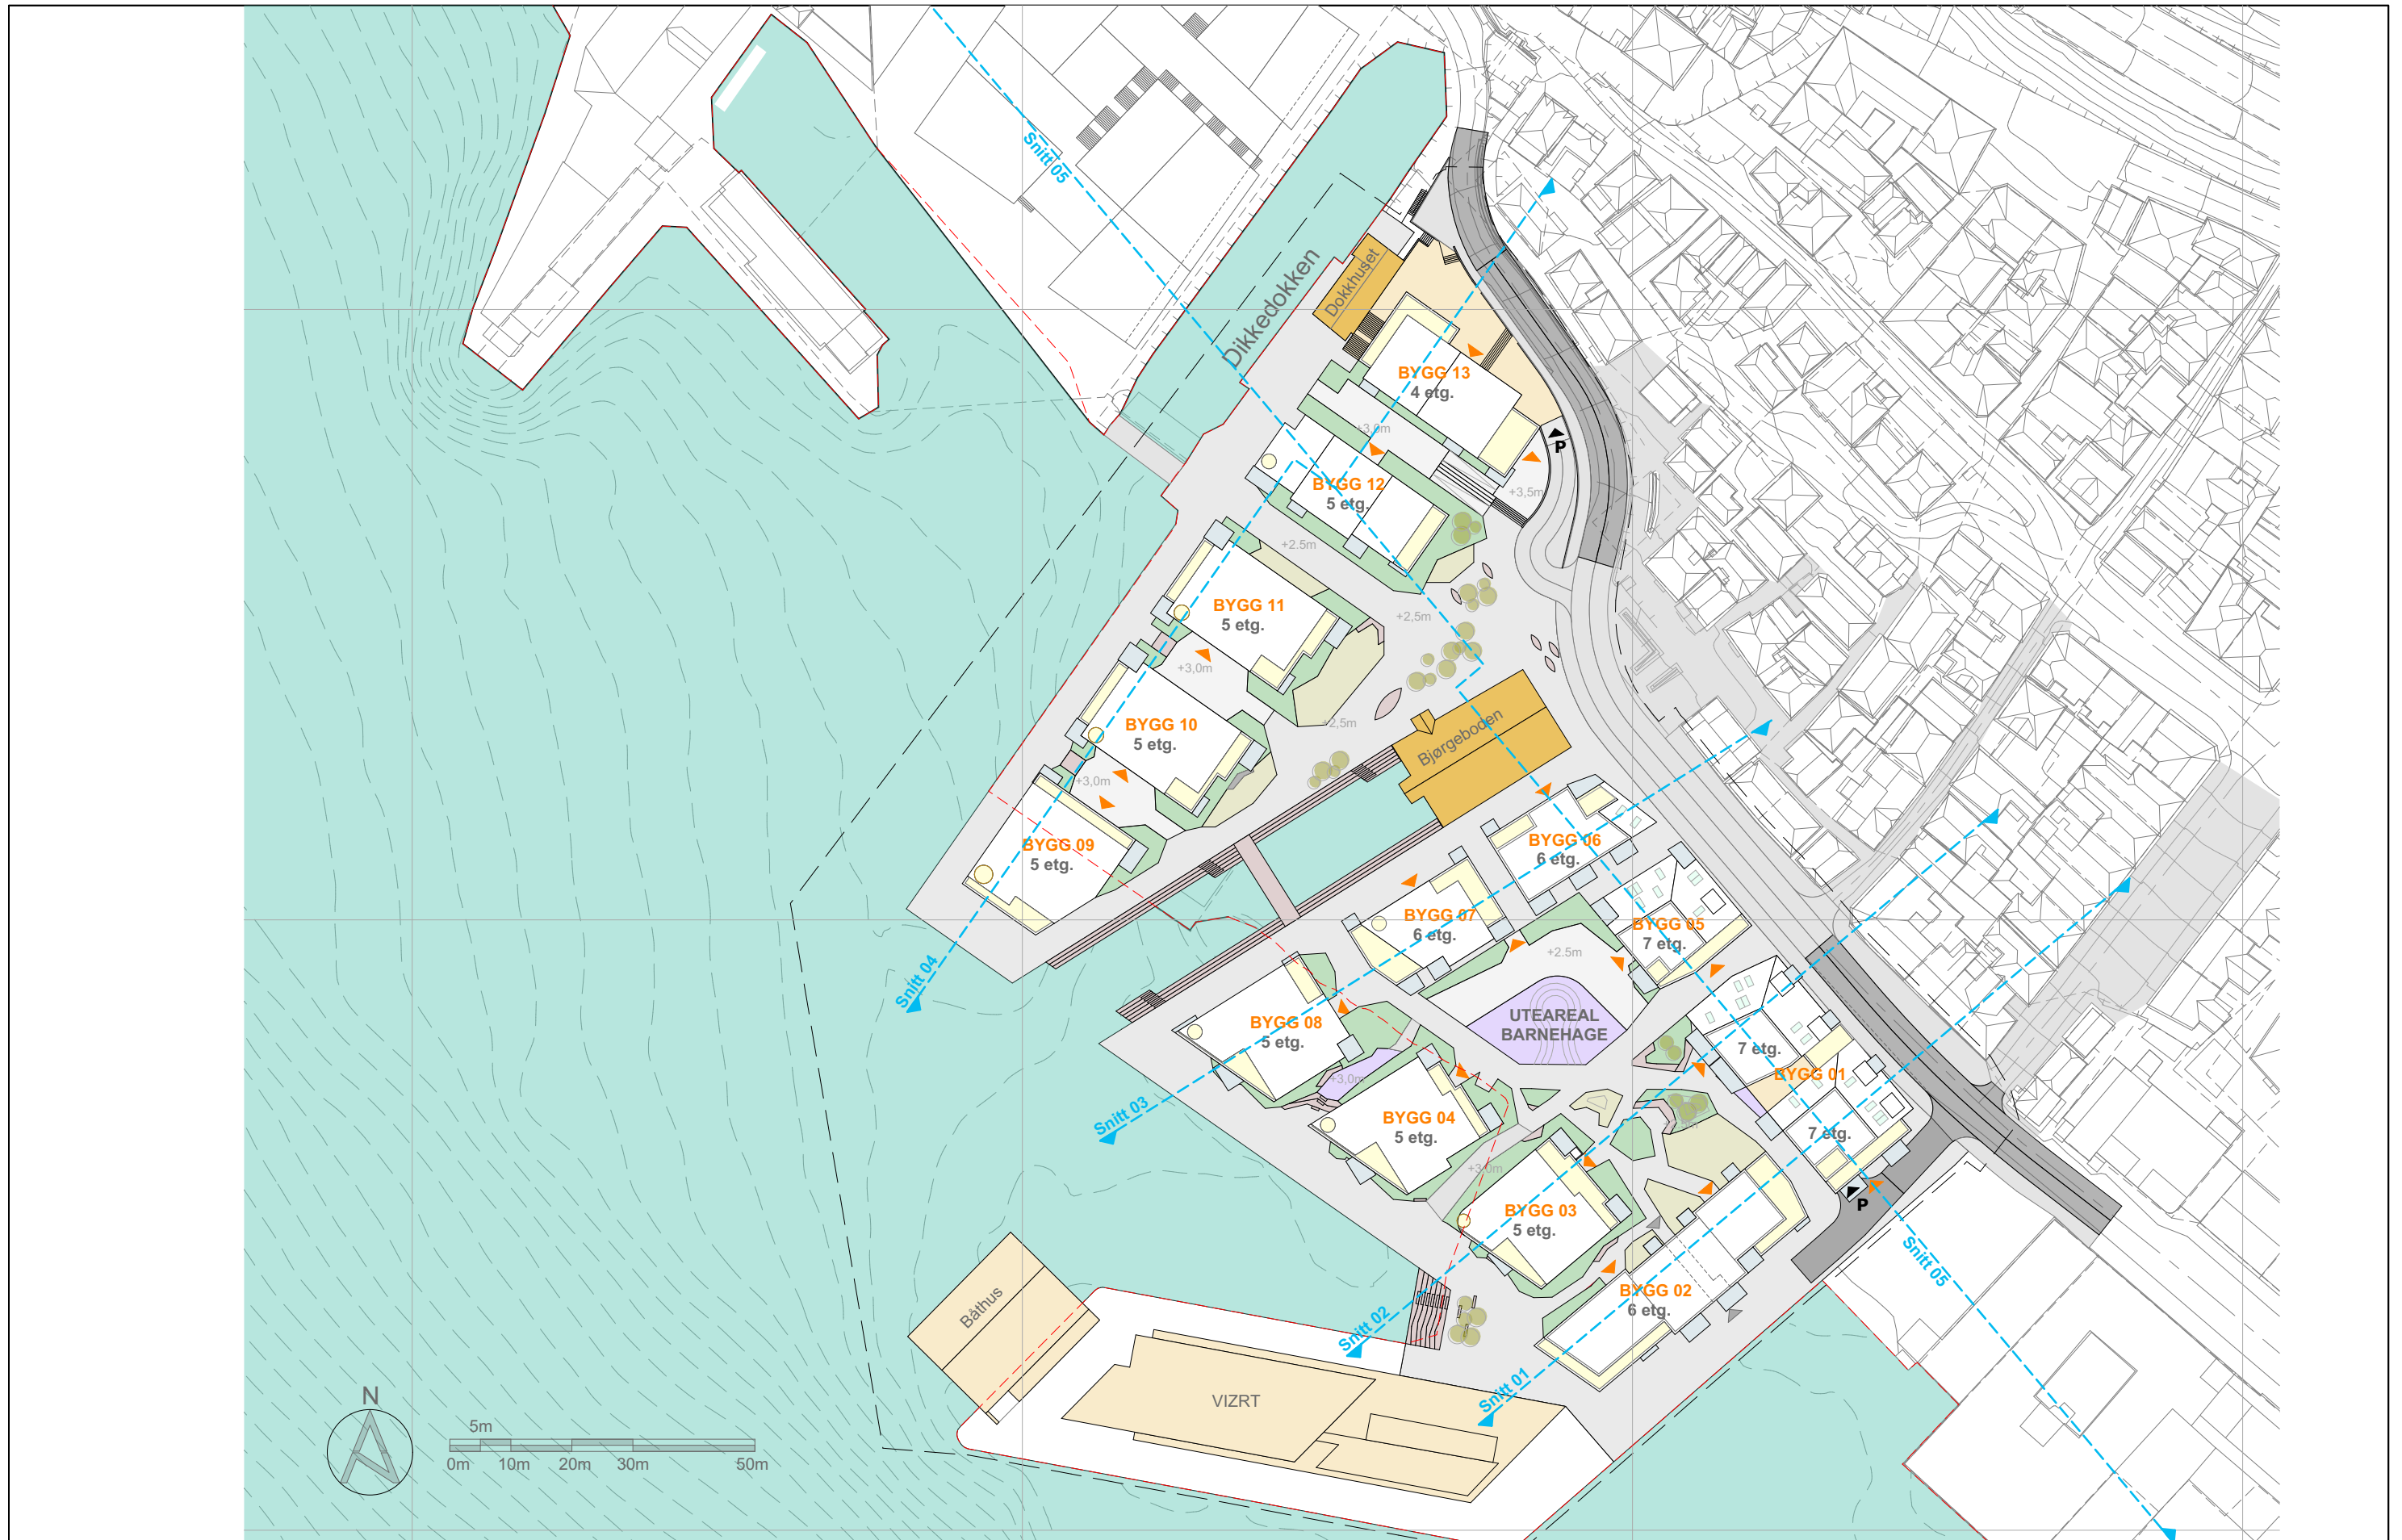 Snitt 05
Dikkedokken
Dokkhuset
BYGG 13
4 etg.
+3,0m
P
BYGG 12
5 etg.
+3,5m
+2.5m
BYGG 11
5 etg.
+2,5m
+3,0m
BYGG 10
5 etg.
+2,5m
Bjørgeboden
+3,0m
BYGG 09
5 etg.
BYGG 06
6 etg.
BYGG 07
6 etg.
BYGG 05
7 etg.
+2.5m
Snitt 04
UTEAREAL
BARNEHAGE
BYGG 08
5 etg.
7 etg.
BYGG 01
+3,0m
Snitt 03
BYGG 04
5 etg.
7 etg.
+3,0m
P
BYGG 03
5 etg.
Snitt 05
BYGG 02
6 etg.
Båthus
Snitt 02
Snitt 01
VIZRT
N
5m
0m 10m 20m 30m 50m